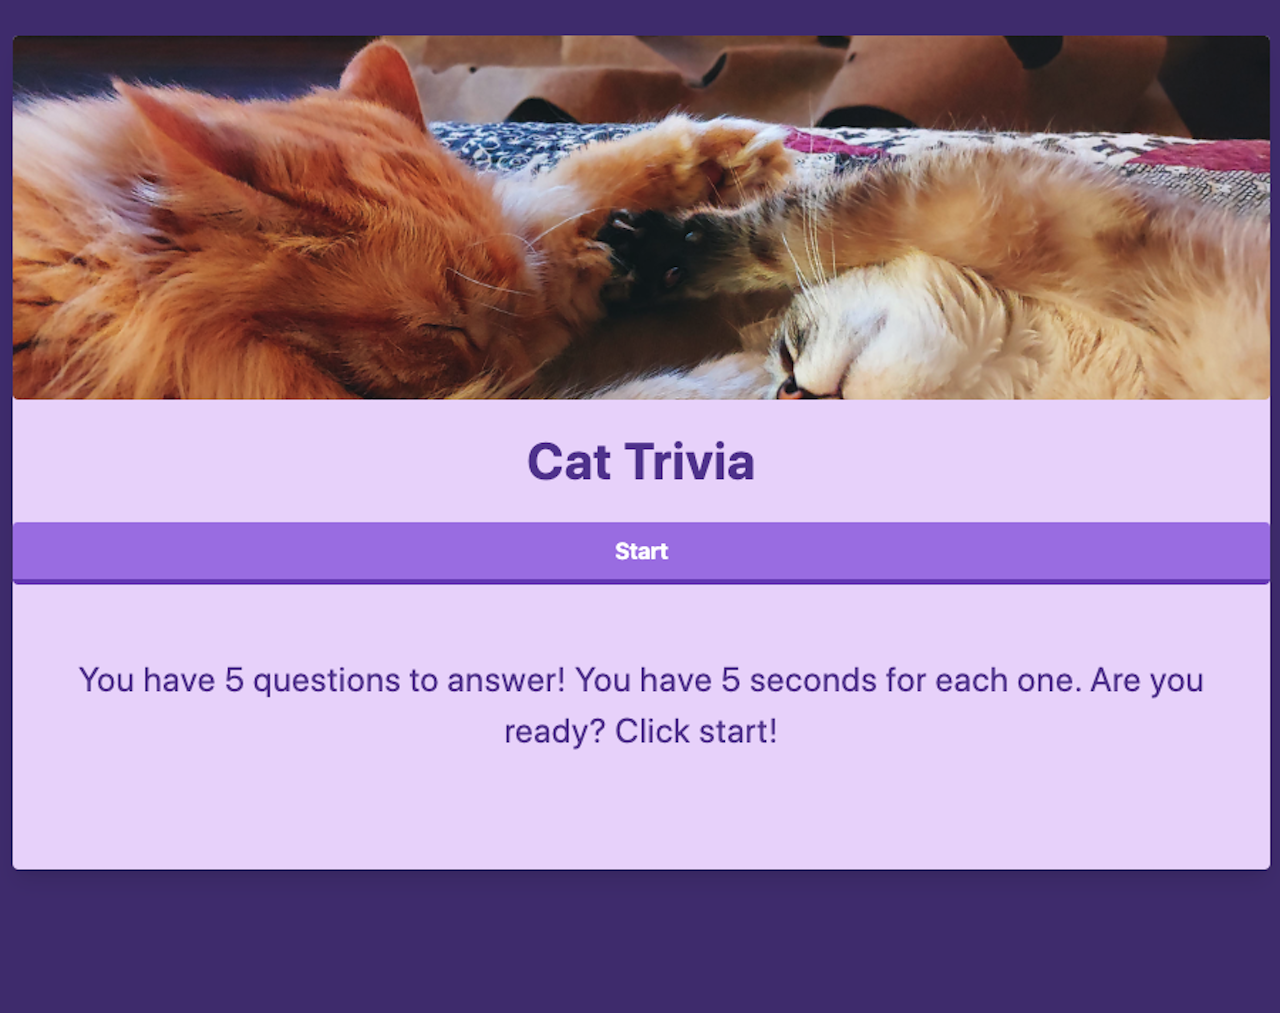 Cat Trivia
Start
You have 5 questions to answer! You have 5 seconds for each one. Are you
ready? Click start!